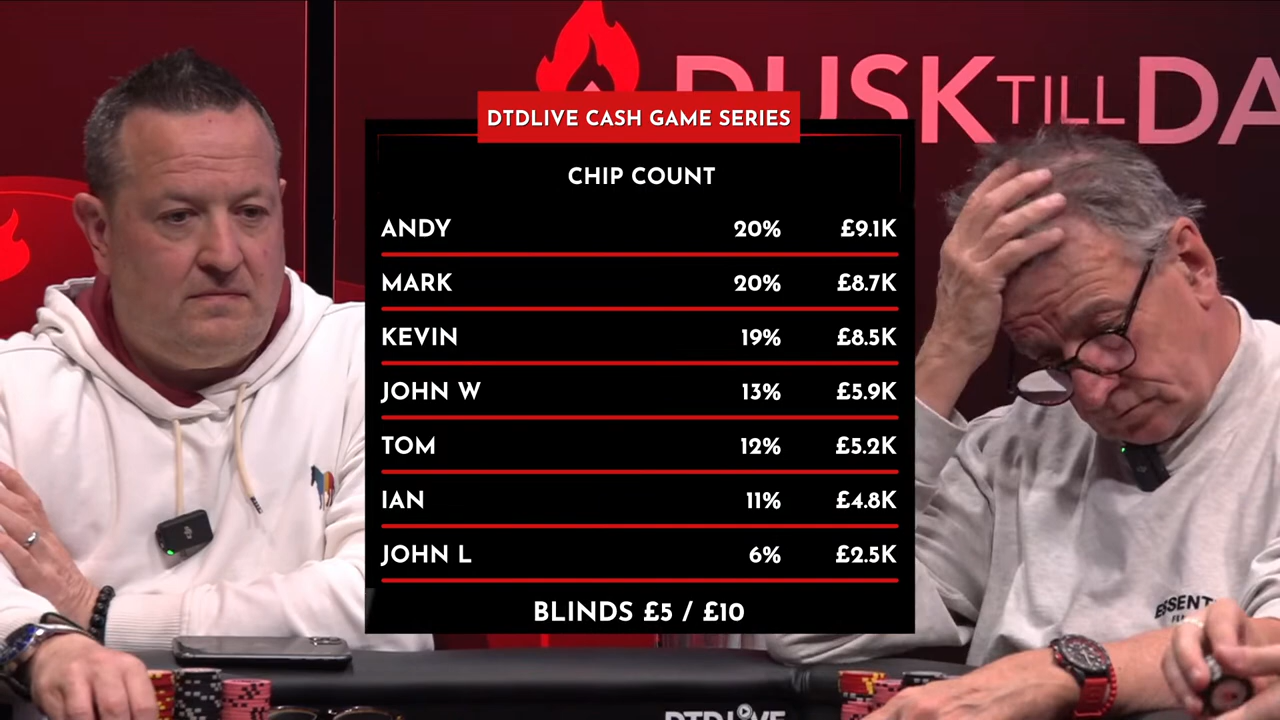 DUSK TILL DA
DTDLIVE CASH GAME SERIES
CHIP COUNT
ANDY 20% £9.1K
MARK 20% £8.7K
KEVIN 19% £8.5K
JOHN W 13% £5.9K
TOM 12% £5.2K
IAN 11% £4.8K
JOHN L 6% £2.5K
BLINDS £5 / £10
ESSENT
DTDLIVE